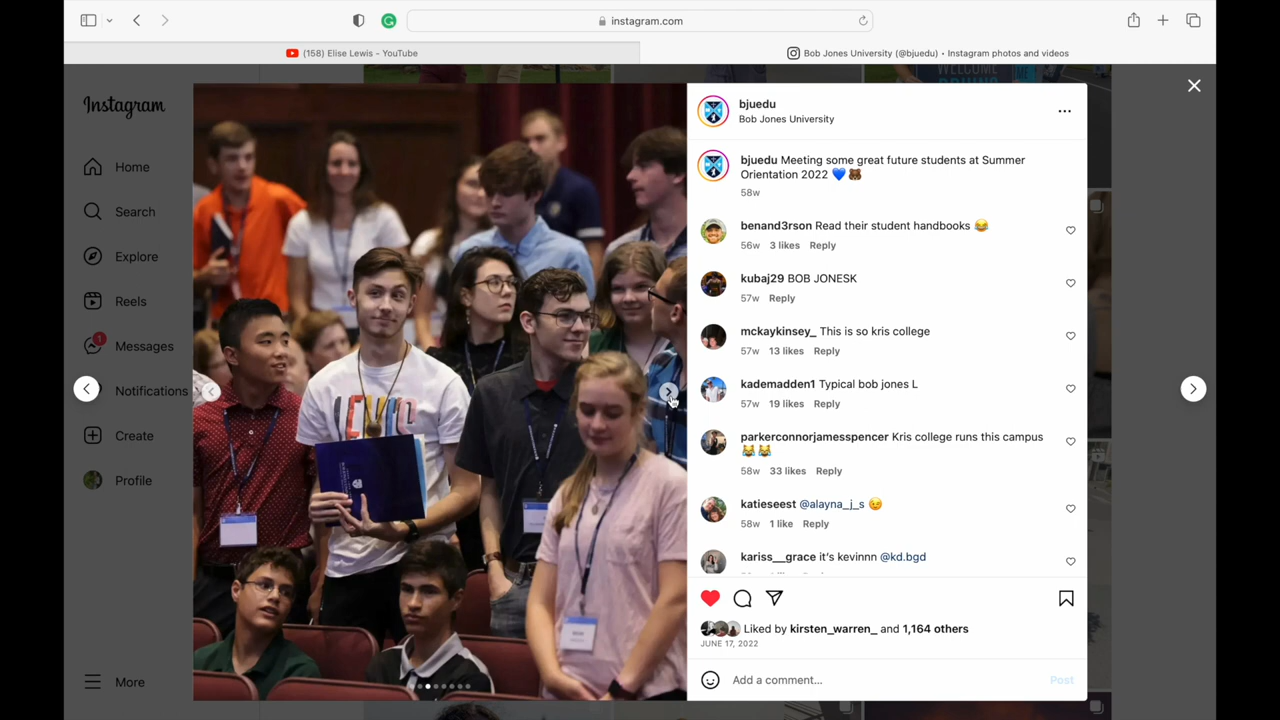 instagram.com
(158) Elise Lewis - YouTube
Bob Jones University (@bjuedu) • Instagram photos and videos
Instagram
Home
Search
Explore
Reels
1
Messages
Notifications
Create
Profile
More
bjuedu
Bob Jones University
bjuedu Meeting some great future students at Summer
Orientation 2022 💙 🐻
58w
benand3rson Read their student handbooks 😂
56w 3 likes Reply
kubaj29 BOB JONESK
57w Reply
mckaykinsey_ This is so kris college
57w 13 likes Reply
kademadden1 Typical bob jones L
57w 19 likes Reply
parkerconnorjamesspencer Kris college runs this campus
😹 😹
58w 33 likes Reply
katieseest @alayna_j_s 😉
58w 1 like Reply
kariss__grace it's kevinnn @kd.bgd
Liked by kirsten_warren_ and 1,164 others
JUNE 17, 2022
Add a comment...
Post